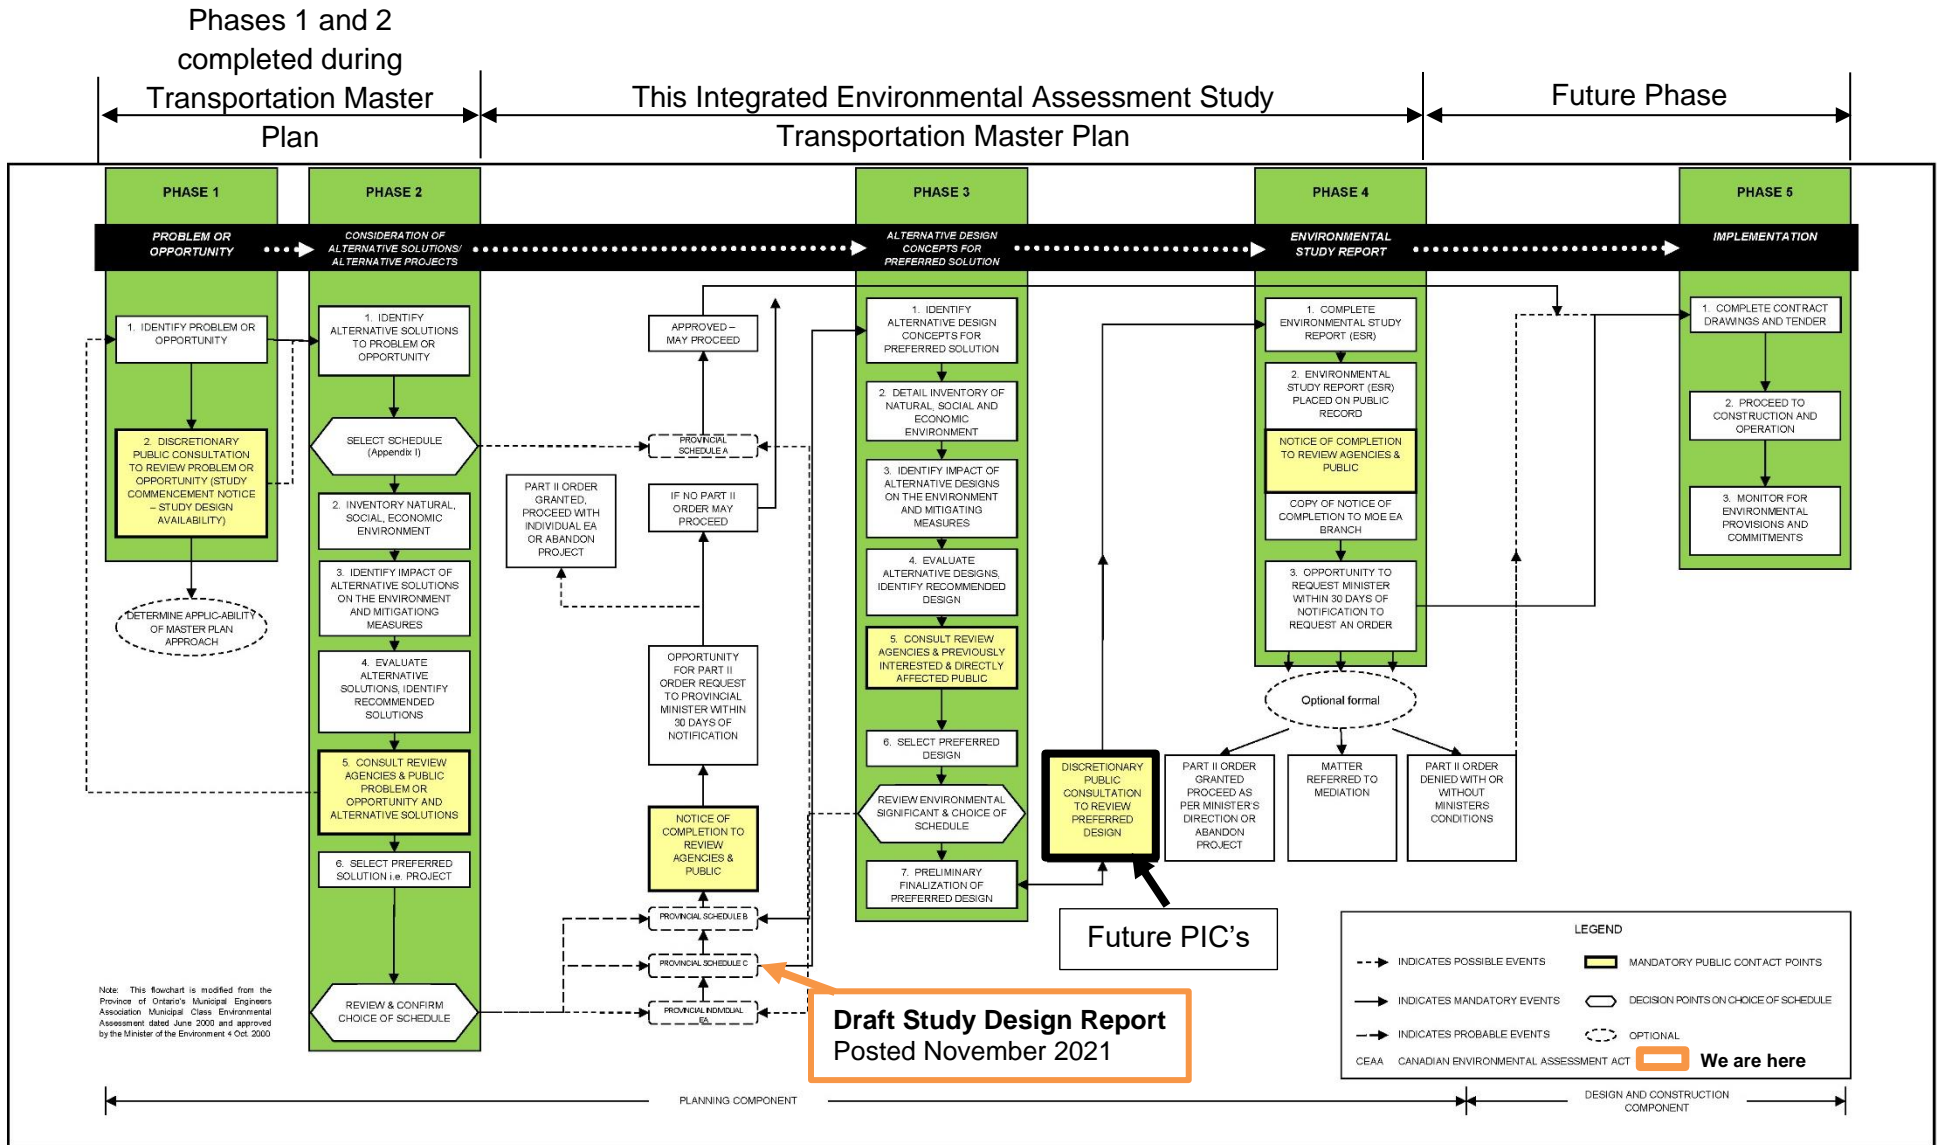 Phases 1 and 2
completed during
Transportation Master
Plan
This Integrated Environmental Assessment Study
Transportation Master Plan
Future Phase
PHASE 1
PHASE 2
PHASE 3
PHASE 4
PHASE 5
PROBLEM OR
OPPORTUNITY
CONSIDERATION OF
ALTERNATIVE SOLUTIONS/
ALTERNATIVE PROJECTS
ALTERNATIVE DESIGN
CONCEPTS FOR
PREFERRED SOLUTION
ENVIRONMENTAL
STUDY REPORT
IMPLEMENTATION
1. IDENTIFY PROBLEM OR
OPPORTUNITY
2. DISCRETIONARY
PUBLIC CONSULTATION
TO REVIEW PROBLEM OR
OPPORTUNITY (STUDY
COMMENCEMENT NOTICE
– STUDY DESIGN
AVAILABILITY)
DETERMINE APPLIC-ABILITY
OF MASTER PLAN
APPROACH
1. IDENTIFY
ALTERNATIVE SOLUTIONS
TO PROBLEM OR
OPPORTUNITY
SELECT SCHEDULE
(Appendix I)
2. INVENTORY NATURAL,
SOCIAL, ECONOMIC
ENVIRONMENT
3. IDENTIFY IMPACT OF
ALTERNATIVE SOLUTIONS
ON THE ENVIRONMENT
AND MITIGATIONG
MEASURES
4. EVALUATE
ALTERNATIVE
SOLUTIONS, IDENTIFY
RECOMMENDED
SOLUTIONS
5. CONSULT REVIEW
AGENCIES & PUBLIC
PROBLEM OR
OPPORTUNITY AND
ALTERNATIVE SOLUTIONS
6. SELECT PREFERRED
SOLUTION i.e. PROJECT
REVIEW & CONFIRM
CHOICE OF SCHEDULE
APPROVED –
MAY PROCEED
PROVINCIAL
SCHEDULE A
PART II ORDER
GRANTED,
PROCEED WITH
INDIVIDUAL EA
OR ABANDON
PROJECT
IF NO PART II
ORDER MAY
PROCEED
OPPORTUNITY
FOR PART II
ORDER REQUEST
TO PROVINCIAL
MINISTER WITHIN
30 DAYS OF
NOTIFICATION
NOTICE OF
COMPLETION TO
REVIEW
AGENCIES &
PUBLIC
PROVINCIAL SCHEDULE B
PROVINCIAL SCHEDULE C
PROVINCIAL INDIVIDUAL
EA
1. IDENTIFY
ALTERNATIVE DESIGN
CONCEPTS FOR
PREFERRED SOLUTION
2. DETAIL INVENTORY OF
NATURAL, SOCIAL AND
ECONOMIC
ENVIRONMENT
3. IDENTIFY IMPACT OF
ALTERNATIVE DESIGNS
ON THE ENVIRONMENT
AND MITIGATING
MEASURES
4. EVALUATE
ALTERNATIVE DESIGNS,
IDENTIFY RECOMMENDED
DESIGN
5. CONSULT REVIEW
AGENCIES & PREVIOUSLY
INTERESTED & DIRECTLY
AFFECTED PUBLIC
6. SELECT PREFERRED
DESIGN
REVIEW ENVIRONMENTAL
SIGNIFICANT & CHOICE OF
SCHEDULE
7. PRELIMINARY
FINALIZATION OF
PREFERRED DESIGN
DISCRETIONARY
PUBLIC
CONSULTATION
TO REVIEW
PREFERRED
DESIGN
Future PIC's
1. COMPLETE
ENVIRONMENTAL STUDY
REPORT (ESR)
2. ENVIRONMENTAL
STUDY REPORT (ESR)
PLACED ON PUBLIC
RECORD
NOTICE OF COMPLETION
TO REVIEW AGENCIES &
PUBLIC
COPY OF NOTICE OF
COMPLETION TO MOE EA
BRANCH
3. OPPORTUNITY TO
REQUEST MINISTER
WITHIN 30 DAYS OF
NOTIFICATION TO
REQUEST AN ORDER
Optional formal
PART II ORDER
GRANTED
PROCEED AS
PER MINISTER'S
DIRECTION OR
ABANDON
PROJECT
MATTER
REFERRED TO
MEDIATION
PART II ORDER
DENIED WITH OR
WITHOUT
MINISTERS
CONDITIONS
1. COMPLETE CONTRACT
DRAWINGS AND TENDER
2. PROCEED TO
CONSTRUCTION AND
OPERATION
3. MONITOR FOR
ENVIRONMENTAL
PROVISIONS AND
COMMITMENTS
Draft Study Design Report
Posted November 2021
Note: This flowchart is modified from the
Province of Ontario's Municipal Engineers
Association Municipal Class Environmental
Assessment dated June 2000 and approved
by the Minister of the Environment 4 Oct. 2000
LEGEND
INDICATES POSSIBLE EVENTS
MANDATORY PUBLIC CONTACT POINTS
INDICATES MANDATORY EVENTS
DECISION POINTS ON CHOICE OF SCHEDULE
INDICATES PROBABLE EVENTS
OPTIONAL
CEAA CANADIAN ENVIRONMENTAL ASSESSMENT ACT
We are here
PLANNING COMPONENT
DESIGN AND CONSTRUCTION
COMPONENT